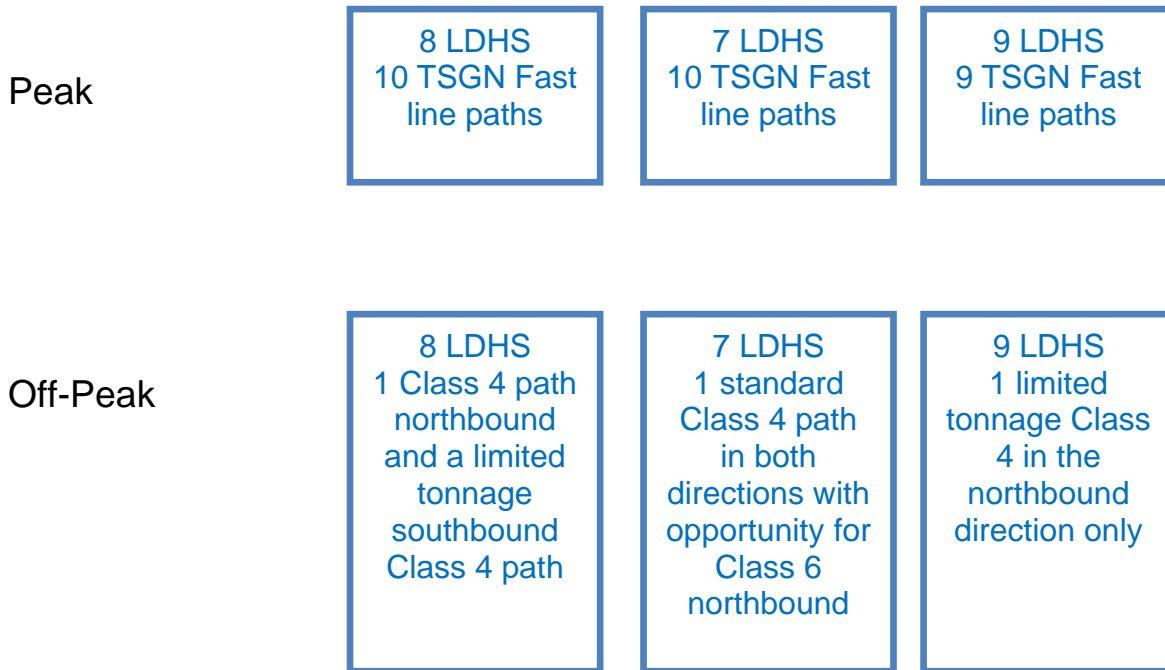 Peak
8 LDHS
10 TSGN Fast
line paths
7 LDHS
10 TSGN Fast
line paths
9 LDHS
9 TSGN Fast
line paths
Off-Peak
8 LDHS
1 Class 4 path
northbound
and a limited
tonnage
southbound
Class 4 path
7 LDHS
1 standard
Class 4 path
in both
directions with
opportunity for
Class 6
northbound
9 LDHS
1 limited
tonnage Class
4 in the
northbound
direction only